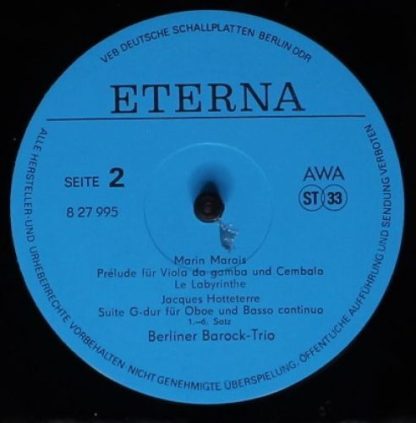 VEB DEUTSCHE SCHALLPLATTEN BERLIN DDR
ETERNA
SEITE 2
8 27 995
AWA
ST 33
Marin Marais
Prélude für Viola da gamba und Cembalo
Le Labyrinthe
Jacques Hotteterre
Suite G-dur für Oboe und Basso continuo
1.–6. Satz
Berliner Barock-Trio
ALLE HERSTELLER- UND URHEBERRECHTE VORBEHALTEN NICHT GENEHMIGTE ÜBERSPIELUNG, ÖFFENTLICHE AUFFÜHRUNG UND SENDUNG VERBOTEN